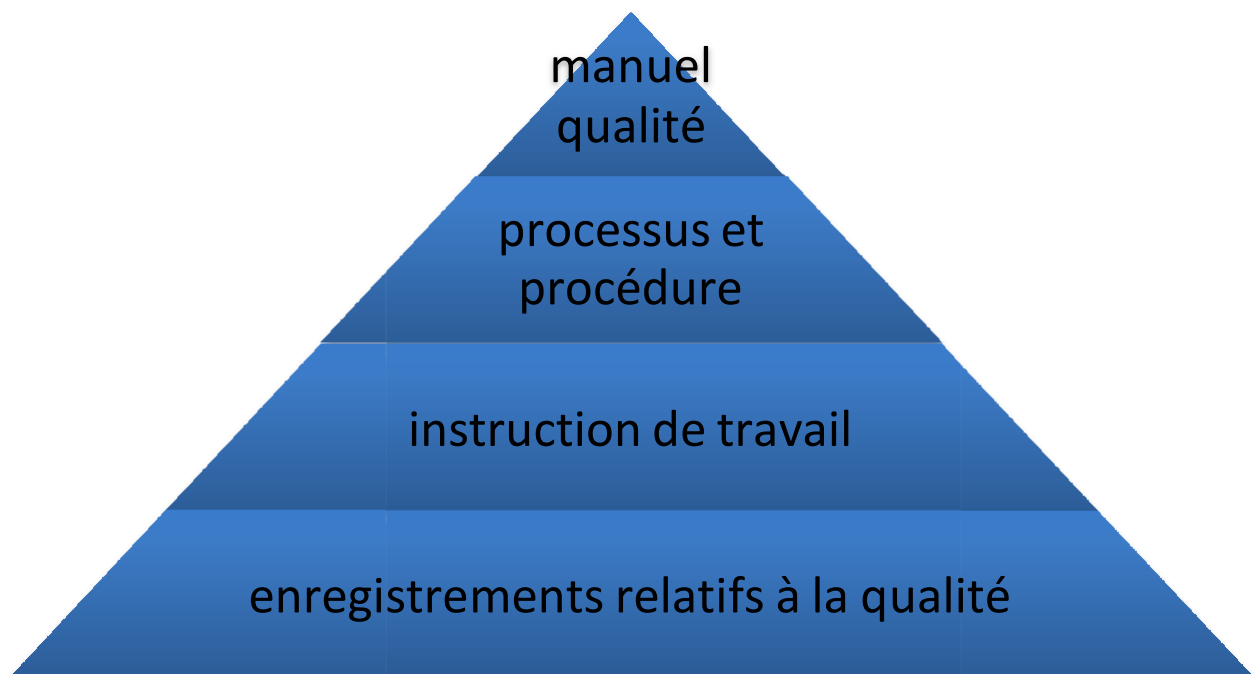 manuel
qualité
processus et
procédure
instruction de travail
enregistrements relatifs à la qualité